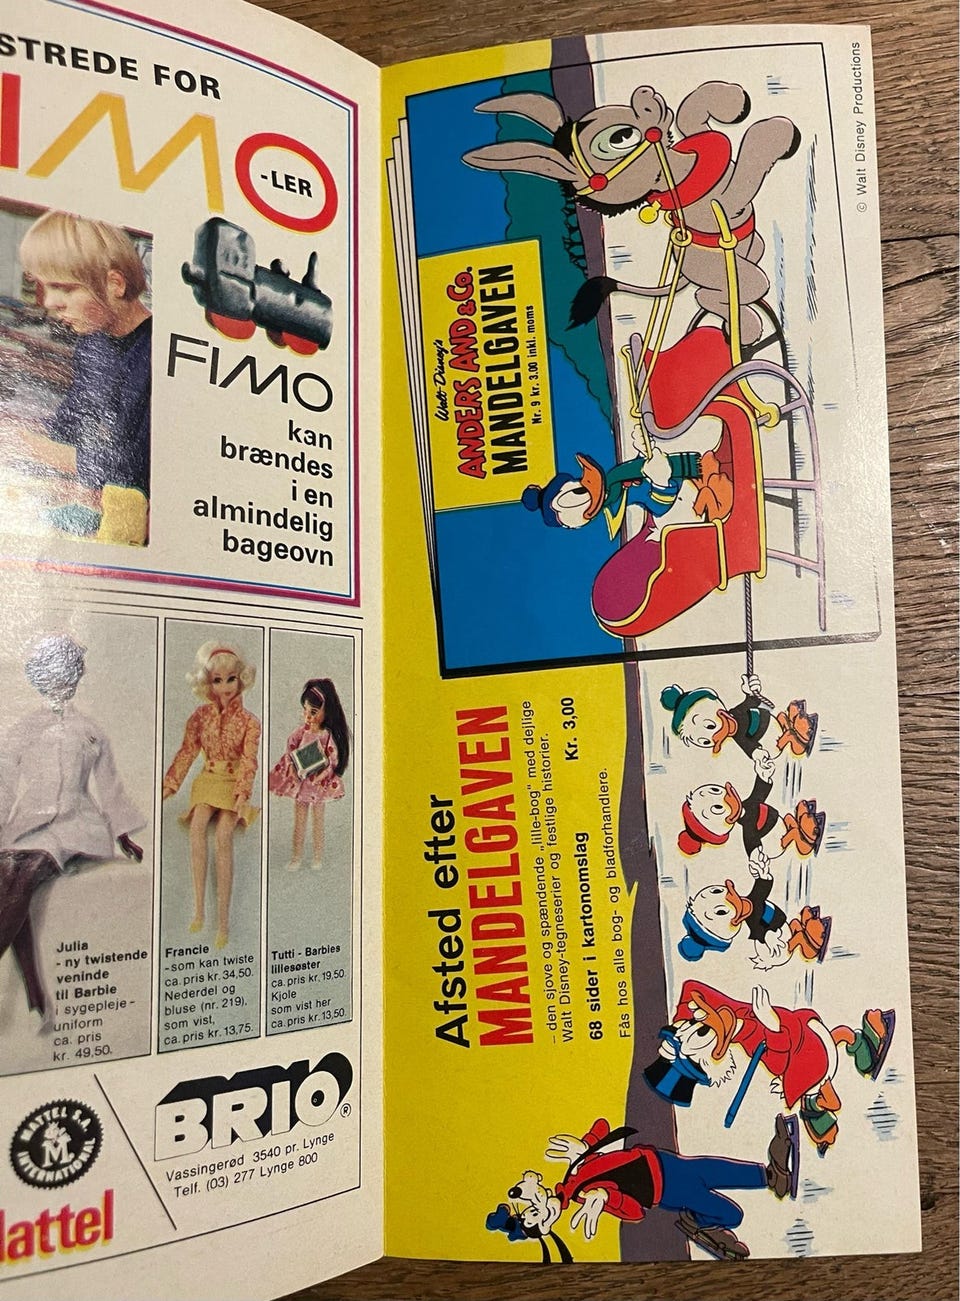 STREDE FOR
-LER
FIMO
kan
brændes
i en
almindelig
bageovn
Julia
- ny twistende
veninde
til Barbie
i sygepleje-
uniform
ca. pris
kr. 49,50.
Francie
-som kan twiste
ca. pris kr. 34,50.
Nederdel og
bluse (nr. 219),
som vist,
ca. pris kr. 13,75.
Tutti - Barbies
lillesøster
ca. pris kr. 19,50.
Kjole
som vist her
ca. pris kr. 13,50.
MATTEL S.A.
INTERNATIONAL
M
BRIO®
Vassingerød 3540 pr. Lynge
Telf. (03) 277 Lynge 800
© Walt Disney Productions
Walt Disney's
ANDERS AND & Co.
MANDELGAVEN
Nr. 9 kr. 3.00 inkl. moms
Afsted efter
MANDELGAVEN
– den sjove og spændende „lille-bog" med dejlige
Walt Disney-tegneserier og festlige historier.
68 sider i kartonomslag Kr. 3,00
Fås hos alle bog- og bladforhandlere.